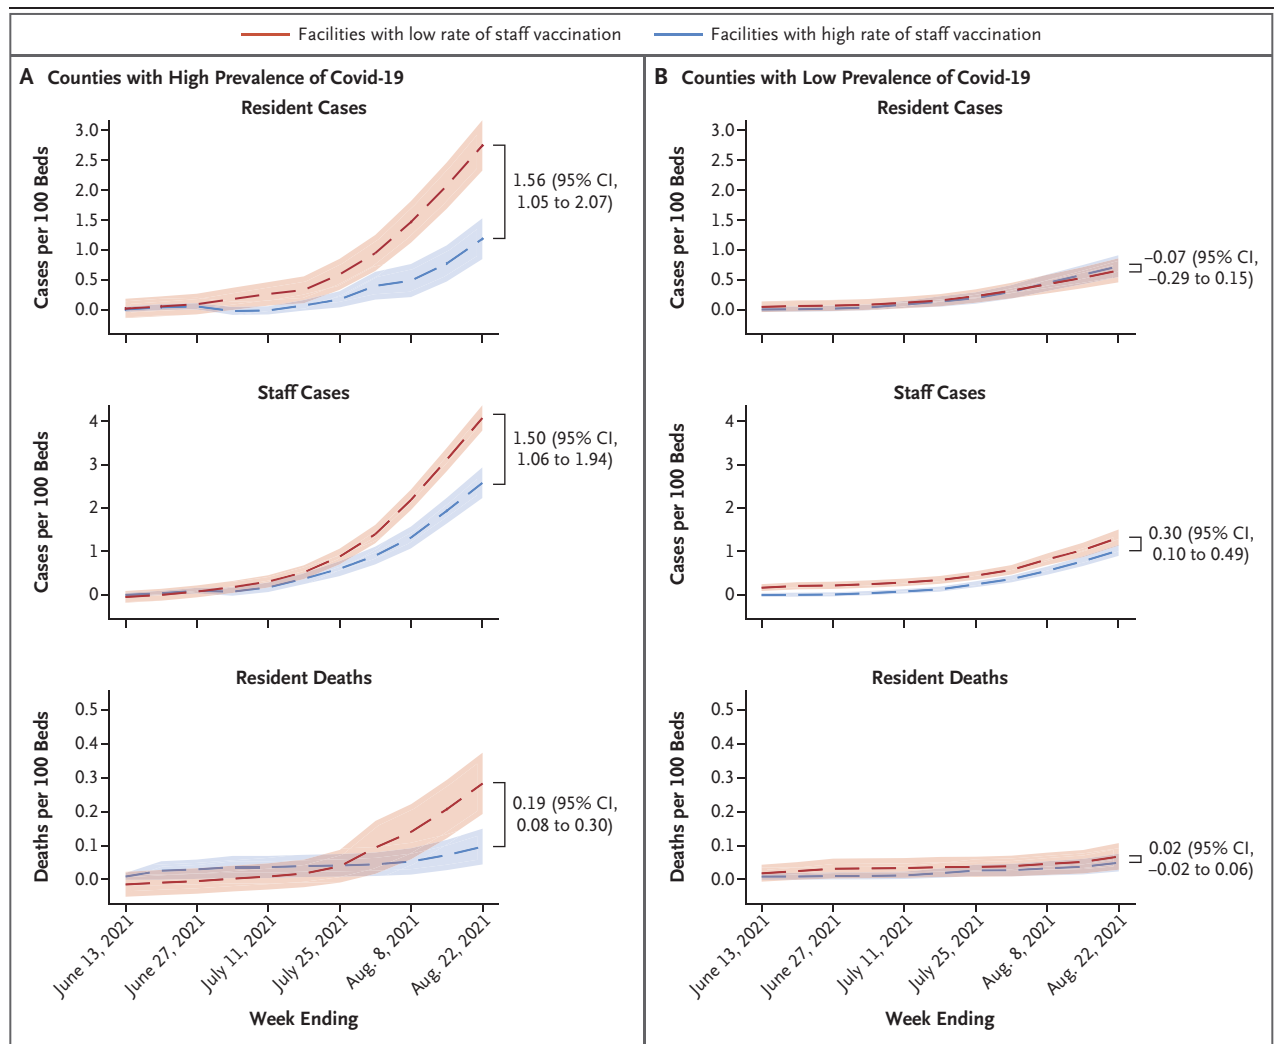 Facilities with low rate of staff vaccination
Facilities with high rate of staff vaccination
A Counties with High Prevalence of Covid-19
Resident Cases
Cases per 100 Beds
3.0
2.5
2.0
1.5
1.0
0.5
0.0
1.56 (95% CI,
1.05 to 2.07)
Staff Cases
Cases per 100 Beds
4
3
2
1
0
1.50 (95% CI,
1.06 to 1.94)
Resident Deaths
Deaths per 100 Beds
0.5
0.4
0.3
0.2
0.1
0.0
0.19 (95% CI,
0.08 to 0.30)
June 13, 2021
June 27, 2021
July 11, 2021
July 25, 2021
Aug. 8, 2021
Aug. 22, 2021
Week Ending
B Counties with Low Prevalence of Covid-19
Resident Cases
Cases per 100 Beds
3.0
2.5
2.0
1.5
1.0
0.5
0.0
–0.07 (95% CI,
–0.29 to 0.15)
Staff Cases
Cases per 100 Beds
4
3
2
1
0
0.30 (95% CI,
0.10 to 0.49)
Resident Deaths
Deaths per 100 Beds
0.5
0.4
0.3
0.2
0.1
0.0
0.02 (95% CI,
–0.02 to 0.06)
June 13, 2021
June 27, 2021
July 11, 2021
July 25, 2021
Aug. 8, 2021
Aug. 22, 2021
Week Ending